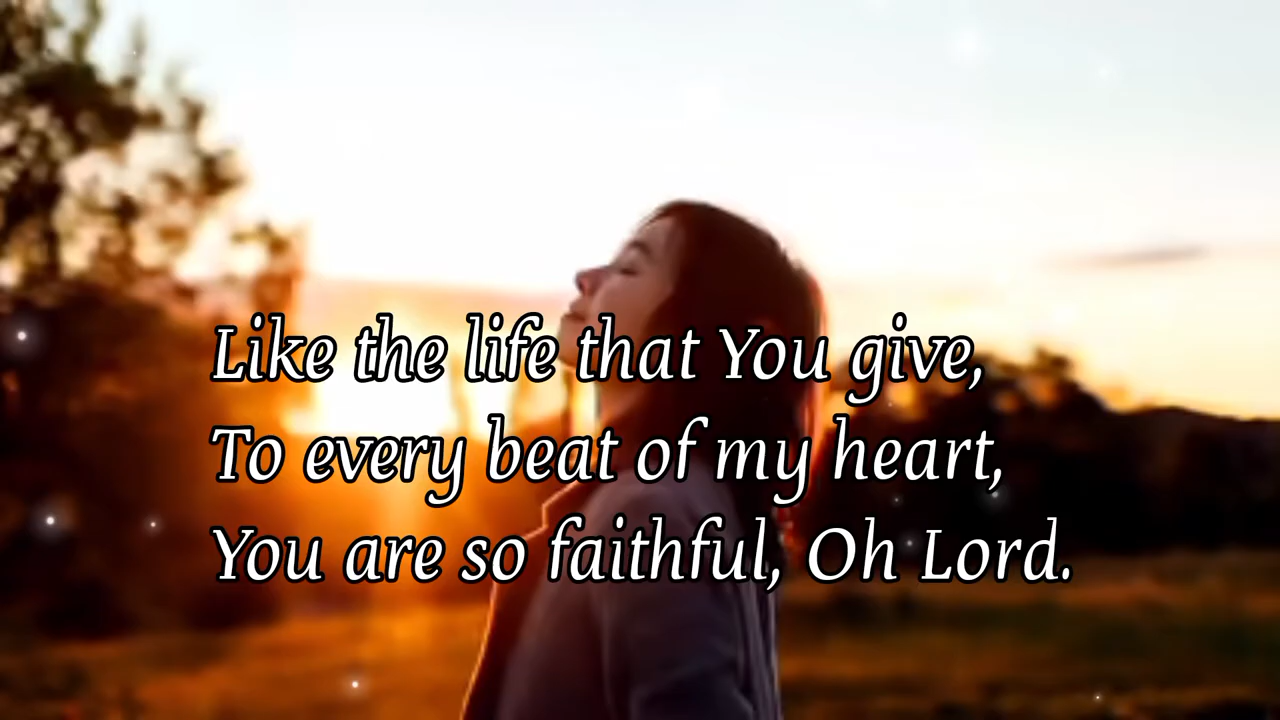 Like the life that You give,
To every beat of my heart,
You are so faithful, Oh Lord.